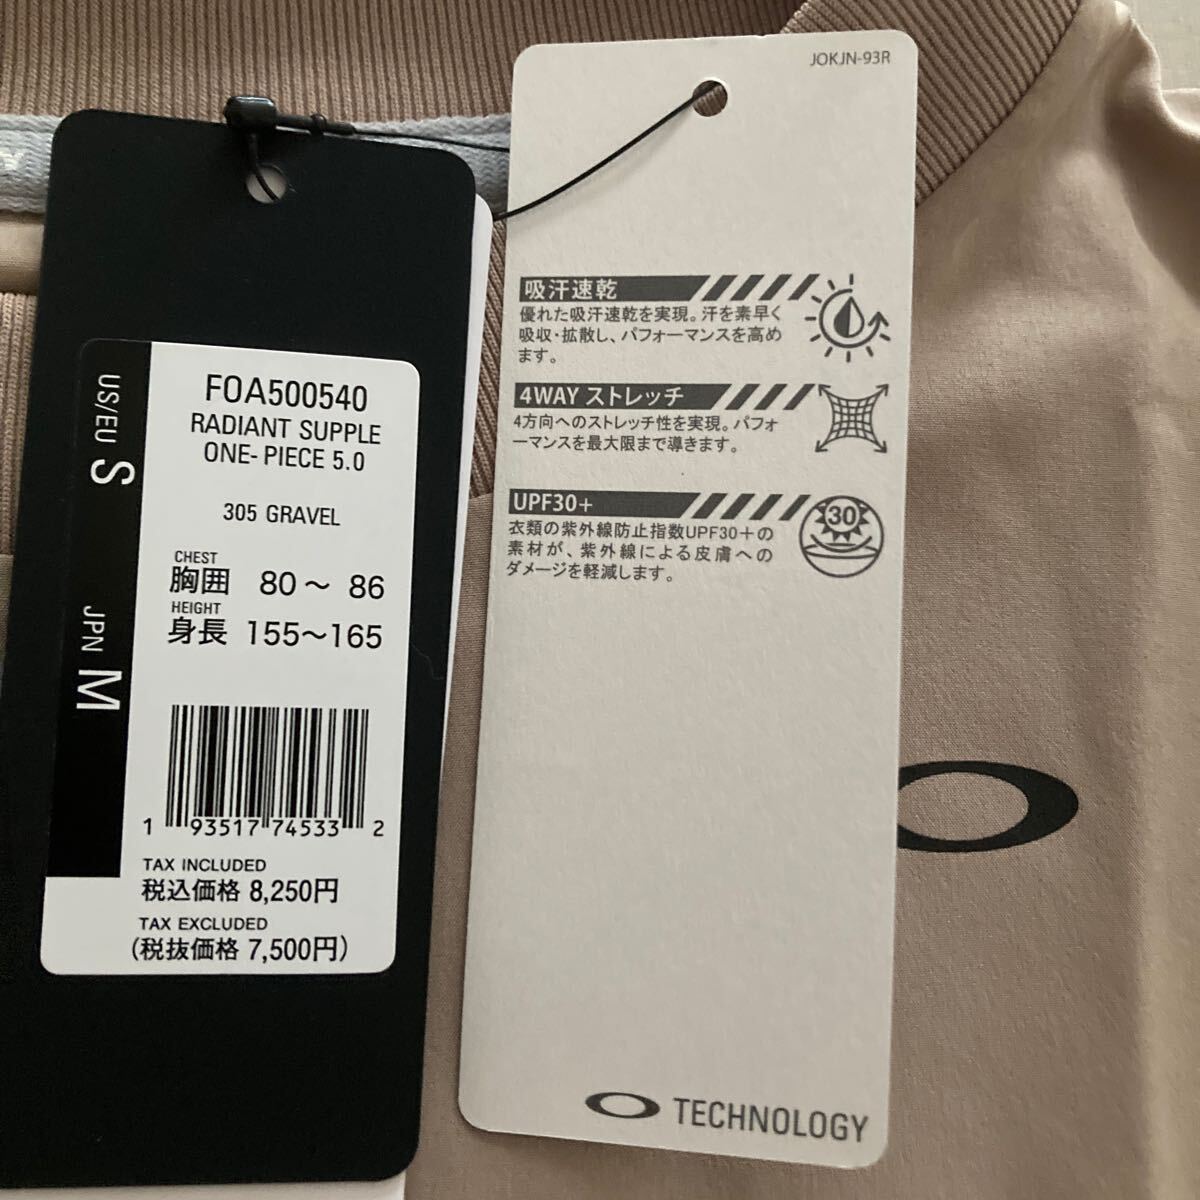 US/EU S
JPN M
FOA500540
RADIANT SUPPLE
ONE- PIECE 5.0
305 GRAVEL
CHEST
胸囲 80〜 86
HEIGHT
身長 155〜165
1 93517 74533 2
TAX INCLUDED
税込価格 8,250円
TAX EXCLUDED
(税抜価格 7,500円)
JOKJN-93R
吸汗速乾
優れた吸汗速乾を実現。汗を素早く
吸収・拡散し、パフォーマンスを高め
ます。
4WAY ストレッチ
4方向へのストレッチ性を実現。パフォ
ーマンスを最大限まで導きます。
UPF30+
30
衣類の紫外線防止指数UPF30+の
素材が、紫外線による皮膚への
ダメージを軽減します。
TECHNOLOGY